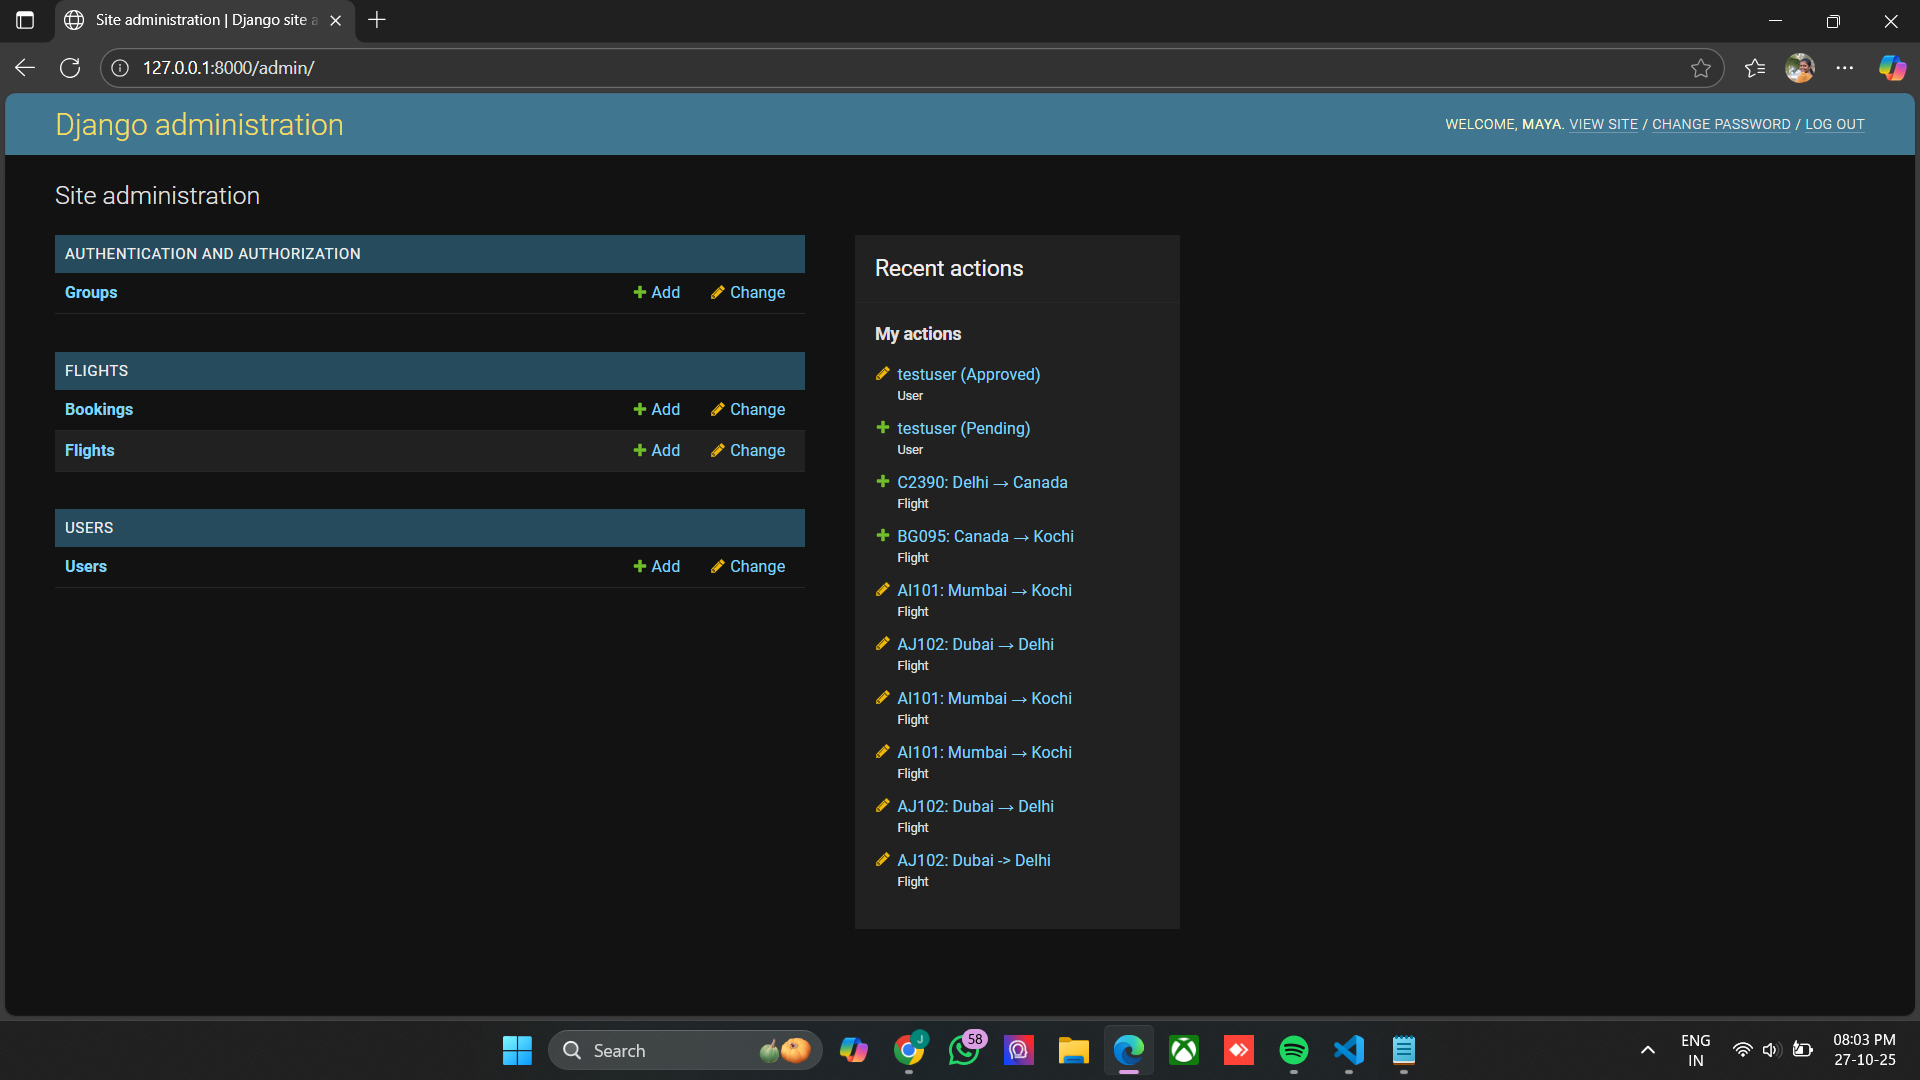 Site administration | Django site a
127.0.0.1:8000/admin/
Django administration
WELCOME, MAYA. VIEW SITE / CHANGE PASSWORD / LOG OUT
Site administration
AUTHENTICATION AND AUTHORIZATION
Groups Add Change
FLIGHTS
Bookings Add Change
Flights Add Change
USERS
Users Add Change
Recent actions
My actions
testuser (Approved)
User
testuser (Pending)
User
C2390: Delhi → Canada
Flight
BG095: Canada → Kochi
Flight
AI101: Mumbai → Kochi
Flight
AJ102: Dubai → Delhi
Flight
AI101: Mumbai → Kochi
Flight
AI101: Mumbai → Kochi
Flight
AJ102: Dubai → Delhi
Flight
AJ102: Dubai -> Delhi
Flight
Search
J
58
ENG
IN
08:03 PM
27-10-25